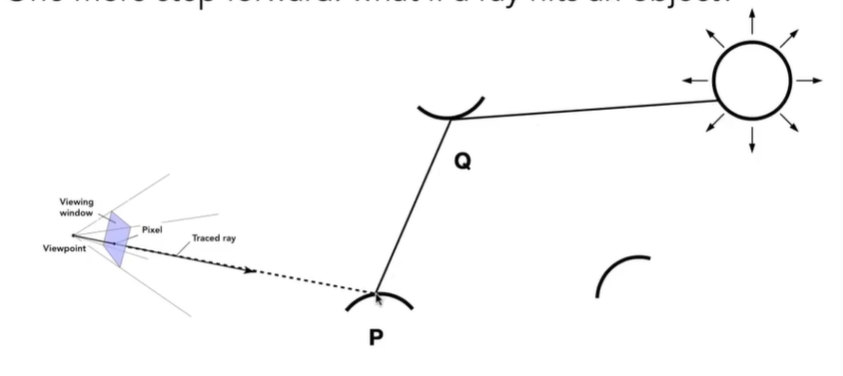 One more step forward: what if a ray hits an object?
Q
Viewing
window
Pixel
Traced ray
Viewpoint
P